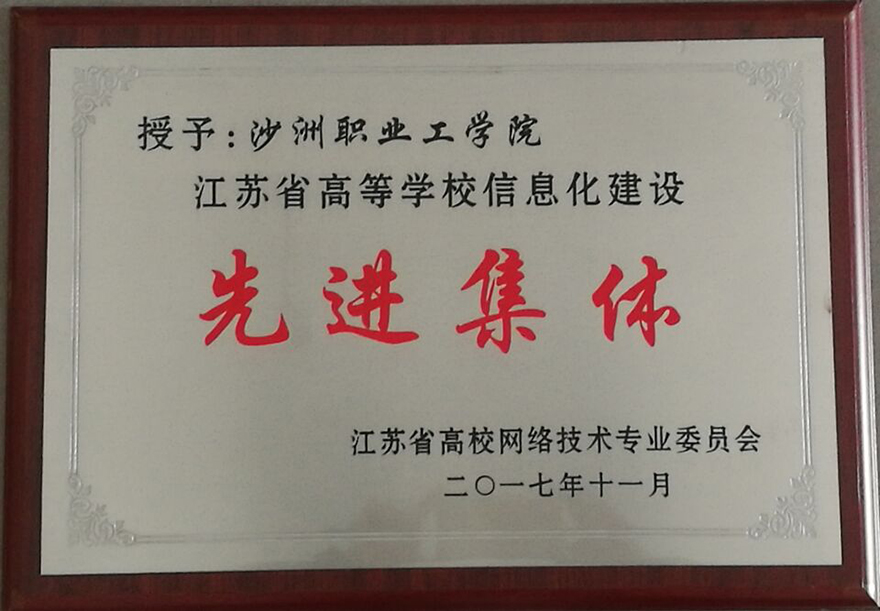 授予:沙洲职业工学院
江苏省高等学校信息化建设
先进集体
江苏省高校网络技术专业委员会
二〇一七年十一月